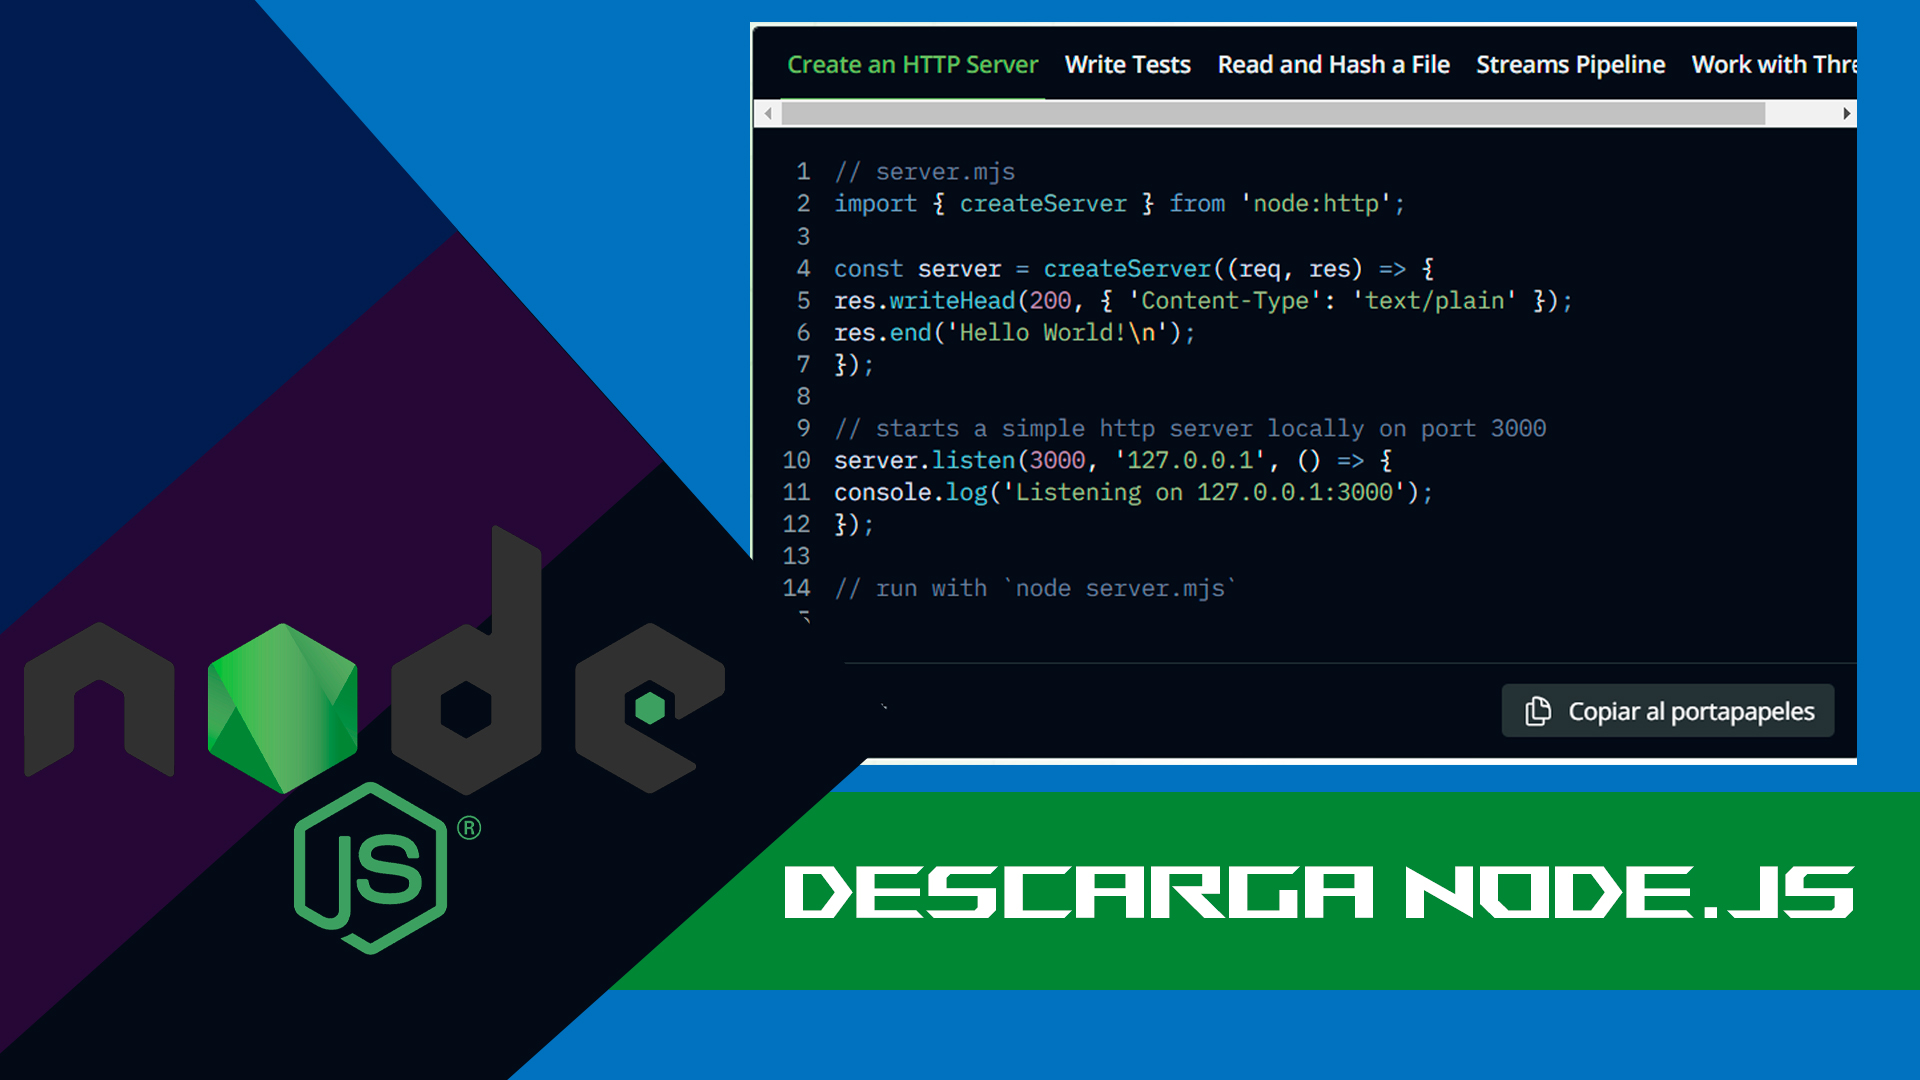 Create an HTTP Server Write Tests Read and Hash a File Streams Pipeline Work with Thre
1 // server.mjs
2 import { createServer } from 'node:http';
3
4 const server = createServer((req, res) => {
5 res.writeHead(200, { 'Content-Type': 'text/plain' });
6 res.end('Hello World!\n');
7 });
8
9 // starts a simple http server locally on port 3000
10 server.listen(3000, '127.0.0.1', () => {
11 console.log('Listening on 127.0.0.1:3000');
12 });
13
14 // run with `node server.mjs`
Copiar al portapapeles
node
JS ®
DESCARGA NODE.JS